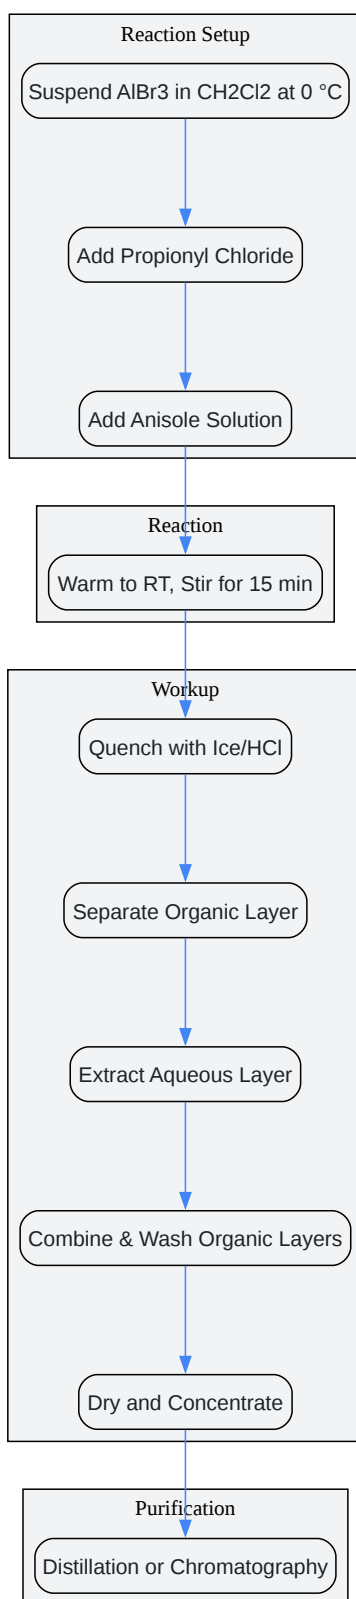 Reaction Setup
Suspend AlBr3 in CH2Cl2 at 0 °C
Add Propionyl Chloride
Add Anisole Solution
Reaction
Warm to RT, Stir for 15 min
Workup
Quench with Ice/HCl
Separate Organic Layer
Extract Aqueous Layer
Combine & Wash Organic Layers
Dry and Concentrate
Purification
Distillation or Chromatography